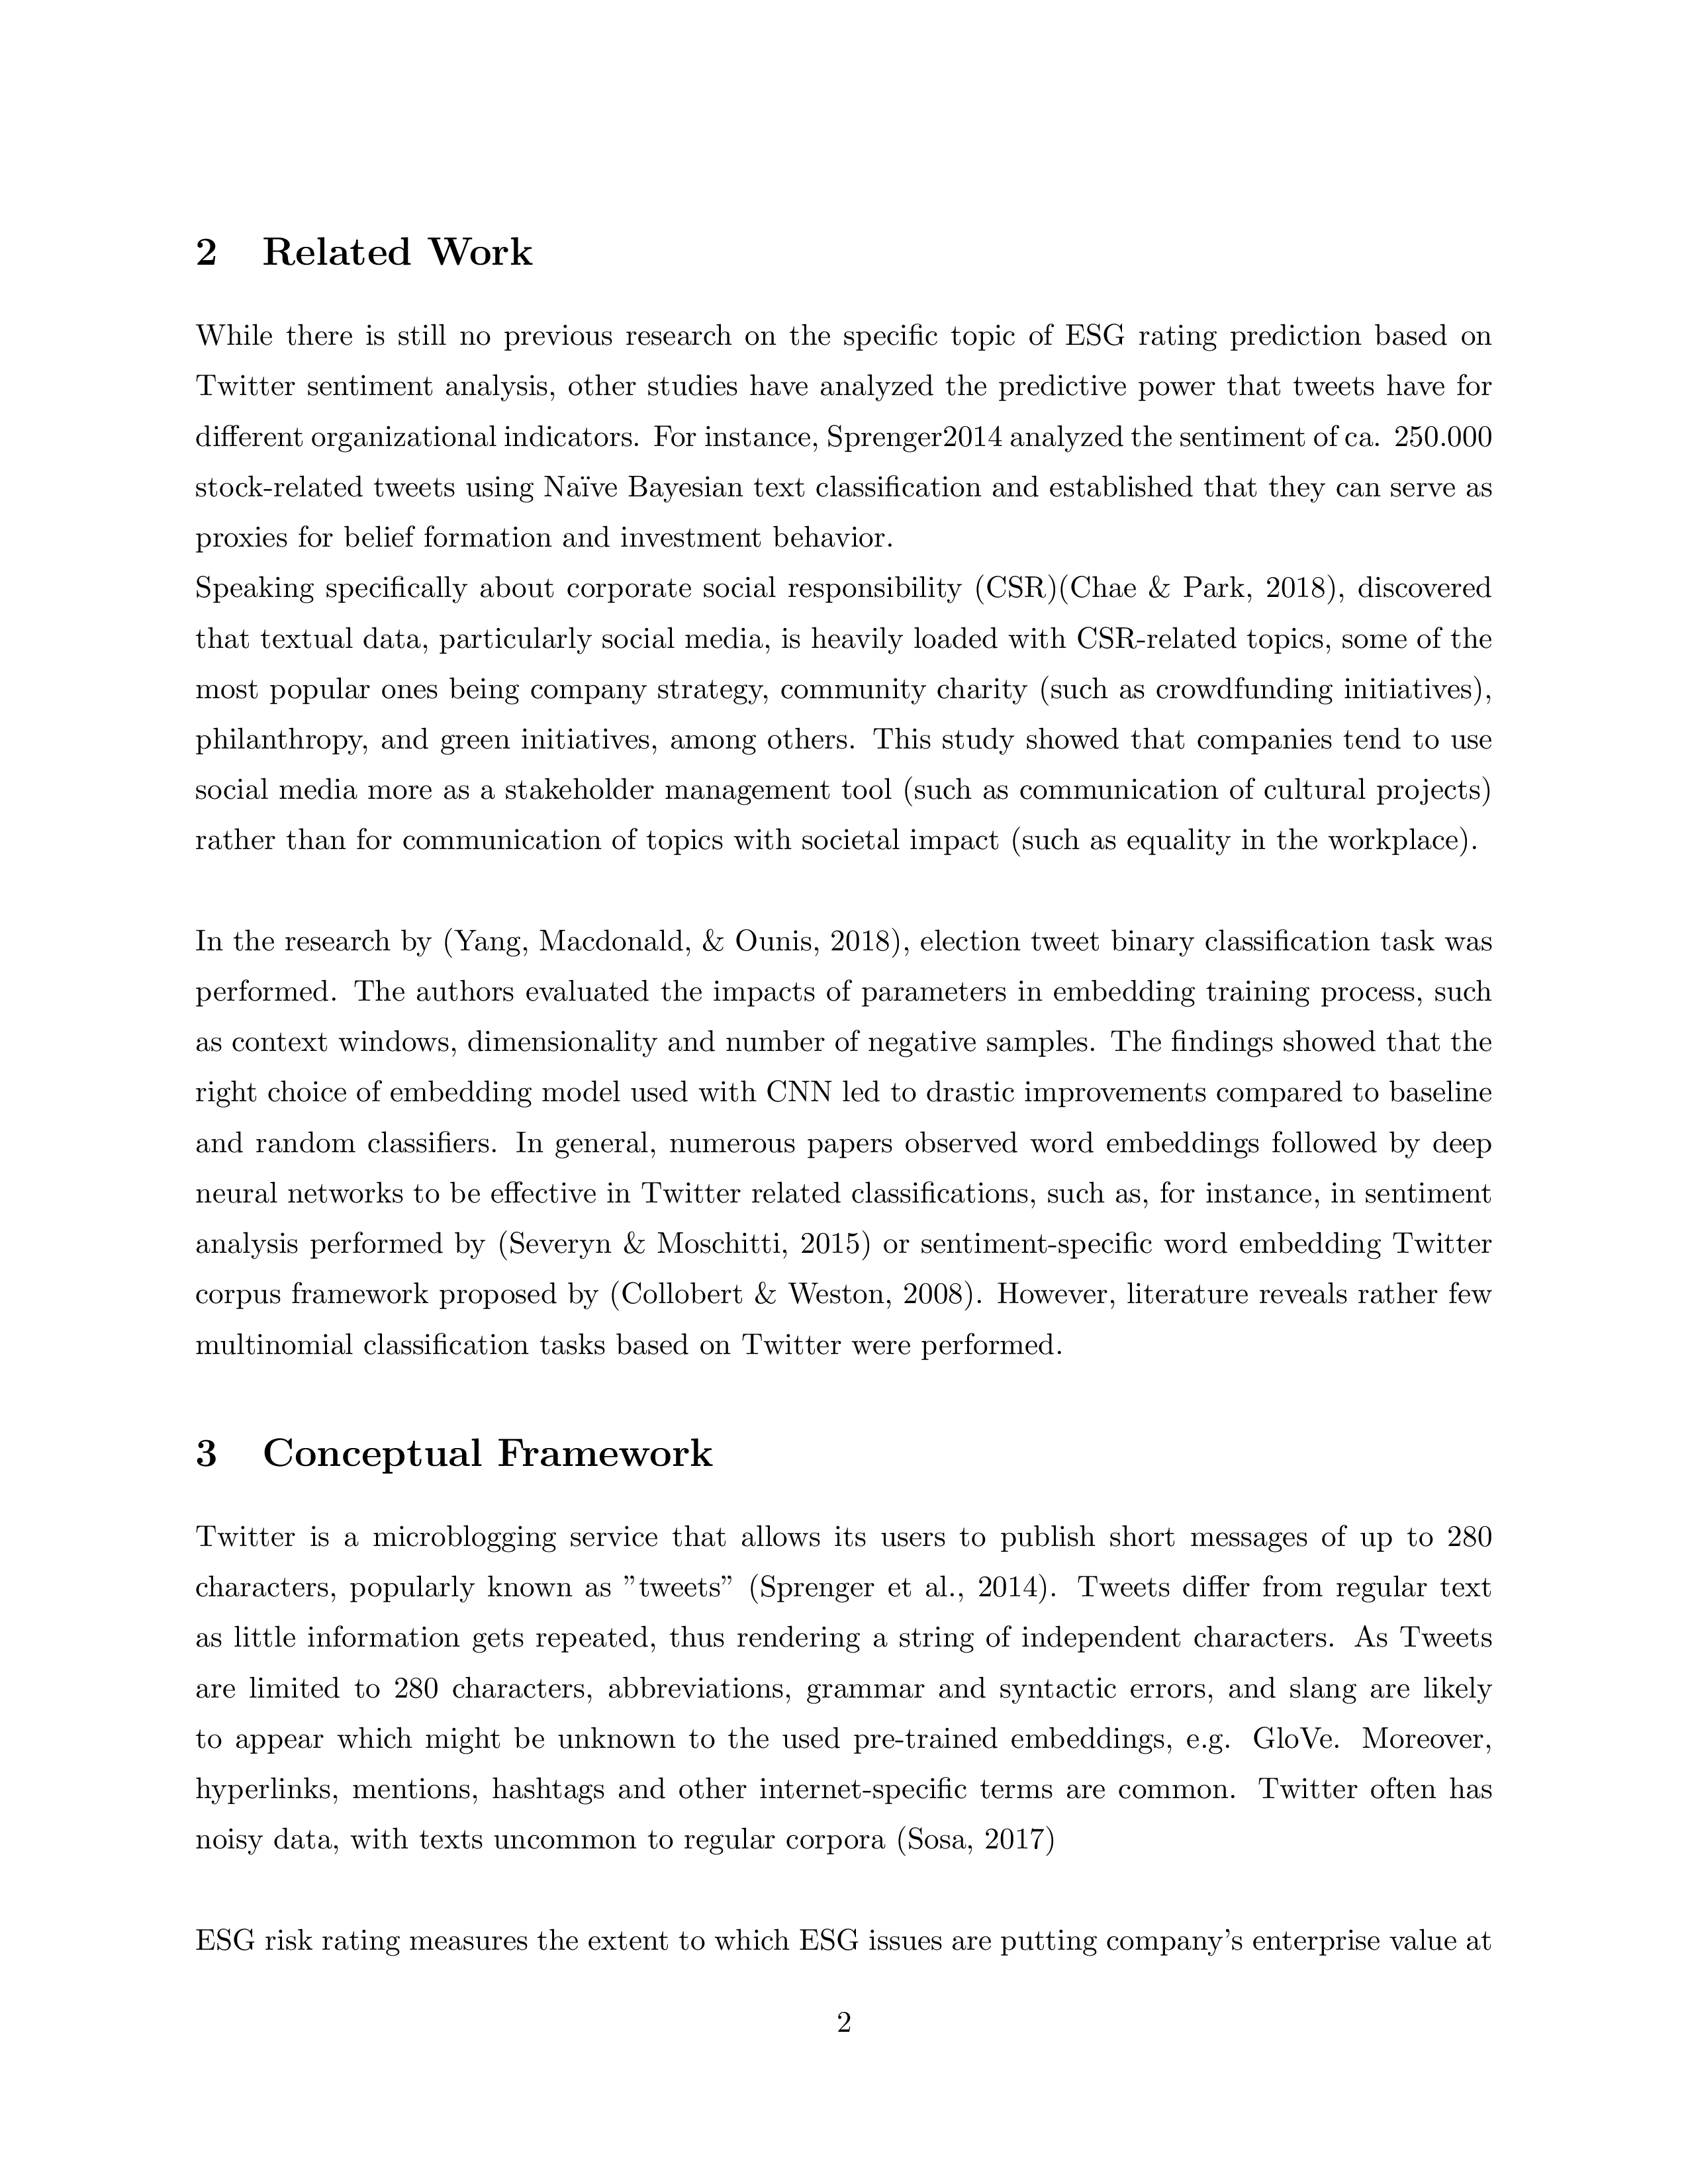 2 Related Work
While there is still no previous research on the specific topic of ESG rating prediction based on
Twitter sentiment analysis, other studies have analyzed the predictive power that tweets have for
different organizational indicators. For instance, Sprenger2014 analyzed the sentiment of ca. 250.000
stock-related tweets using Naïve Bayesian text classification and established that they can serve as
proxies for belief formation and investment behavior.
Speaking specifically about corporate social responsibility (CSR)(Chae & Park, 2018), discovered
that textual data, particularly social media, is heavily loaded with CSR-related topics, some of the
most popular ones being company strategy, community charity (such as crowdfunding initiatives),
philanthropy, and green initiatives, among others. This study showed that companies tend to use
social media more as a stakeholder management tool (such as communication of cultural projects)
rather than for communication of topics with societal impact (such as equality in the workplace).
In the research by (Yang, Macdonald, & Ounis, 2018), election tweet binary classification task was
performed. The authors evaluated the impacts of parameters in embedding training process, such
as context windows, dimensionality and number of negative samples. The findings showed that the
right choice of embedding model used with CNN led to drastic improvements compared to baseline
and random classifiers. In general, numerous papers observed word embeddings followed by deep
neural networks to be effective in Twitter related classifications, such as, for instance, in sentiment
analysis performed by (Severyn & Moschitti, 2015) or sentiment-specific word embedding Twitter
corpus framework proposed by (Collobert & Weston, 2008). However, literature reveals rather few
multinomial classification tasks based on Twitter were performed.
3 Conceptual Framework
Twitter is a microblogging service that allows its users to publish short messages of up to 280
characters, popularly known as ”tweets” (Sprenger et al., 2014). Tweets differ from regular text
as little information gets repeated, thus rendering a string of independent characters. As Tweets
are limited to 280 characters, abbreviations, grammar and syntactic errors, and slang are likely
to appear which might be unknown to the used pre-trained embeddings, e.g. GloVe. Moreover,
hyperlinks, mentions, hashtags and other internet-specific terms are common. Twitter often has
noisy data, with texts uncommon to regular corpora (Sosa, 2017)
ESG risk rating measures the extent to which ESG issues are putting company’s enterprise value at
2